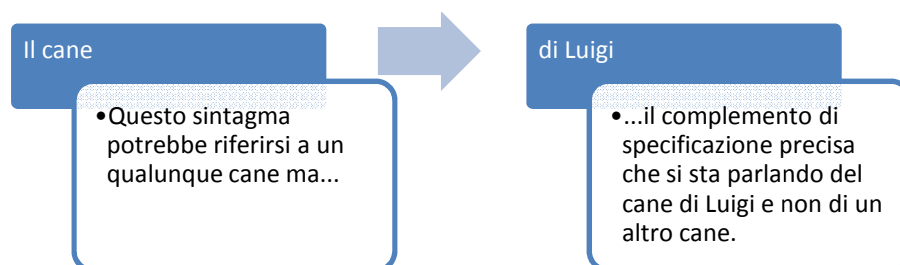 Il cane
•Questo sintagma
potrebbe riferirsi a un
qualunque cane ma...
di Luigi
•...il complemento di
specificazione precisa
che si sta parlando del
cane di Luigi e non di un
altro cane.